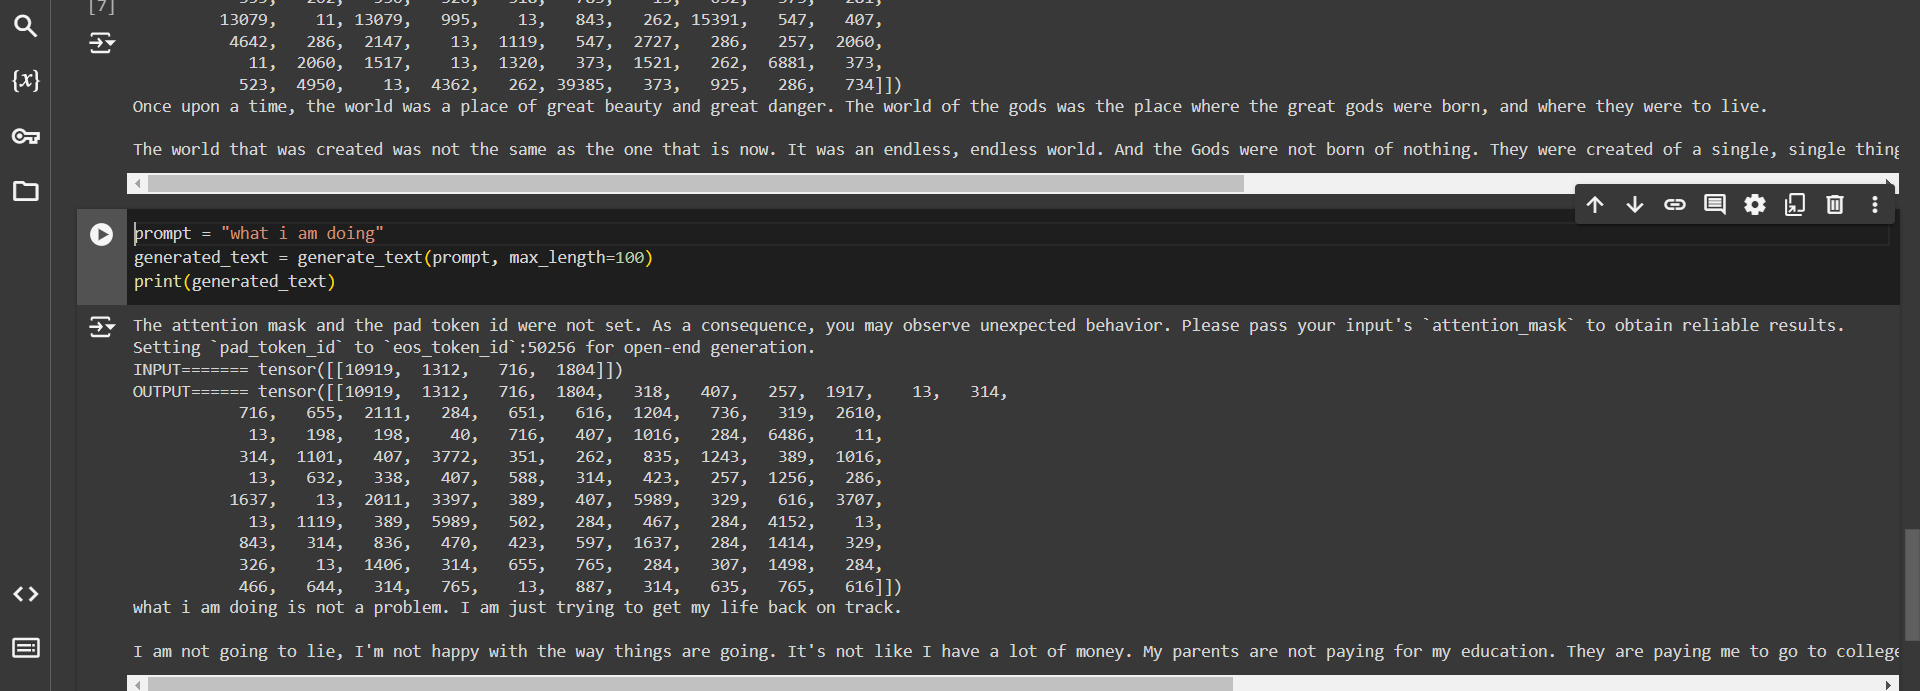 [7]
13079, 11, 13079, 995, 13, 843, 262, 15391, 547, 407,
4642, 286, 2147, 13, 1119, 547, 2727, 286, 257, 2060,
11, 2060, 1517, 13, 1320, 373, 1521, 262, 6881, 373,
523, 4950, 13, 4362, 262, 39385, 373, 925, 286, 734]])
Once upon a time, the world was a place of great beauty and great danger. The world of the gods was the place where the great gods were born, and where they were to live.
The world that was created was not the same as the one that is now. It was an endless, endless world. And the Gods were not born of nothing. They were created of a single, single thing
{x}
prompt = "what i am doing"
generated_text = generate_text(prompt, max_length=100)
print(generated_text)
The attention mask and the pad token id were not set. As a consequence, you may observe unexpected behavior. Please pass your input's `attention_mask` to obtain reliable results.
Setting `pad_token_id` to `eos_token_id`:50256 for open-end generation.
INPUT======= tensor([[10919, 1312, 716, 1804]])
OUTPUT====== tensor([[10919, 1312, 716, 1804, 318, 407, 257, 1917, 13, 314,
716, 655, 2111, 284, 651, 616, 1204, 736, 319, 2610,
13, 198, 198, 40, 716, 407, 1016, 284, 6486, 11,
314, 1101, 407, 3772, 351, 262, 835, 1243, 389, 1016,
13, 632, 338, 407, 588, 314, 423, 257, 1256, 286,
1637, 13, 2011, 3397, 389, 407, 5989, 329, 616, 3707,
13, 1119, 389, 5989, 502, 284, 467, 284, 4152, 13,
843, 314, 836, 470, 423, 597, 1637, 284, 1414, 329,
326, 13, 1406, 314, 655, 765, 284, 307, 1498, 284,
466, 644, 314, 765, 13, 887, 314, 635, 765, 616]])
what i am doing is not a problem. I am just trying to get my life back on track.
I am not going to lie, I'm not happy with the way things are going. It's not like I have a lot of money. My parents are not paying for my education. They are paying me to go to college